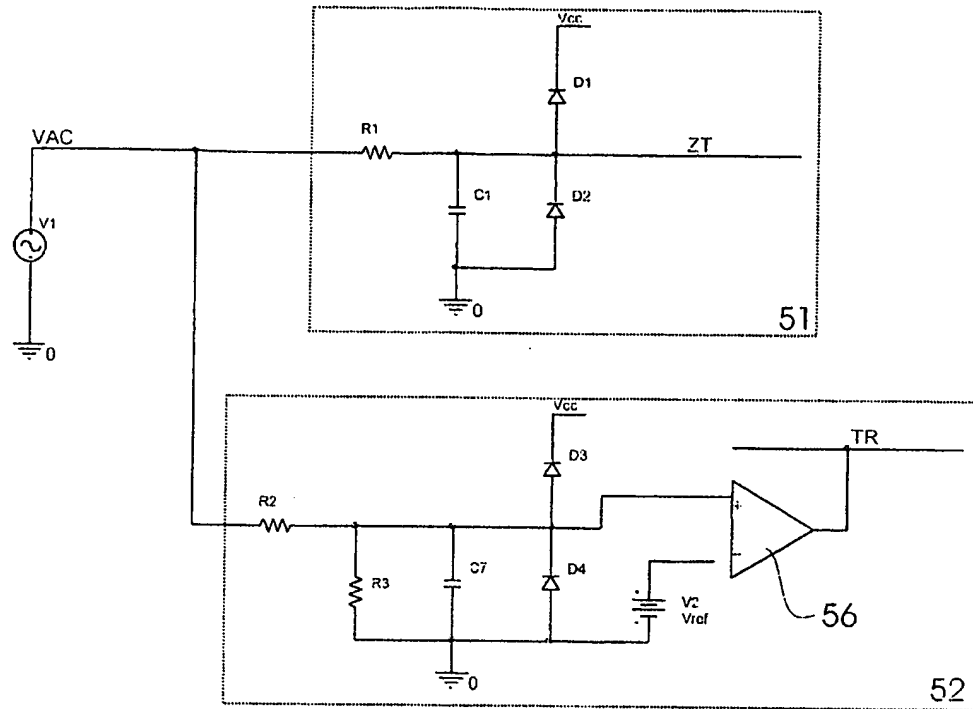 Vcc
D1
R1
VAC
ZT
C1
D2
V1
0
0
51
Vcc
TR
D3
R2
+
C7
D4
R3
−
V2
Vref
56
0
52